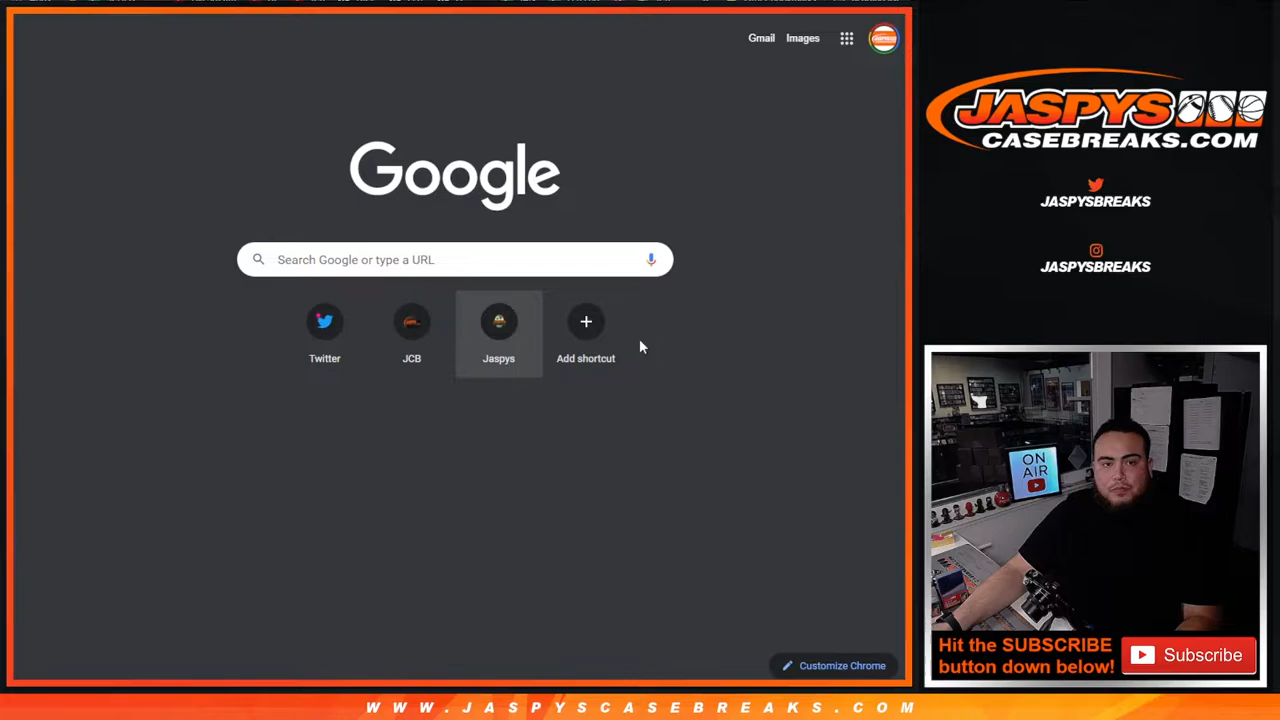 Gmail
Images
Google
Search Google or type a URL
Twitter
JCB
Jaspys
Add shortcut
Customize Chrome
JASPYS
CASEBREAKS.COM
JASPYSBREAKS
JASPYSBREAKS
ON
AIR
Hit the SUBSCRIBE
button down below!
Subscribe
WWW.JASPYSCASEBREAKS.COM